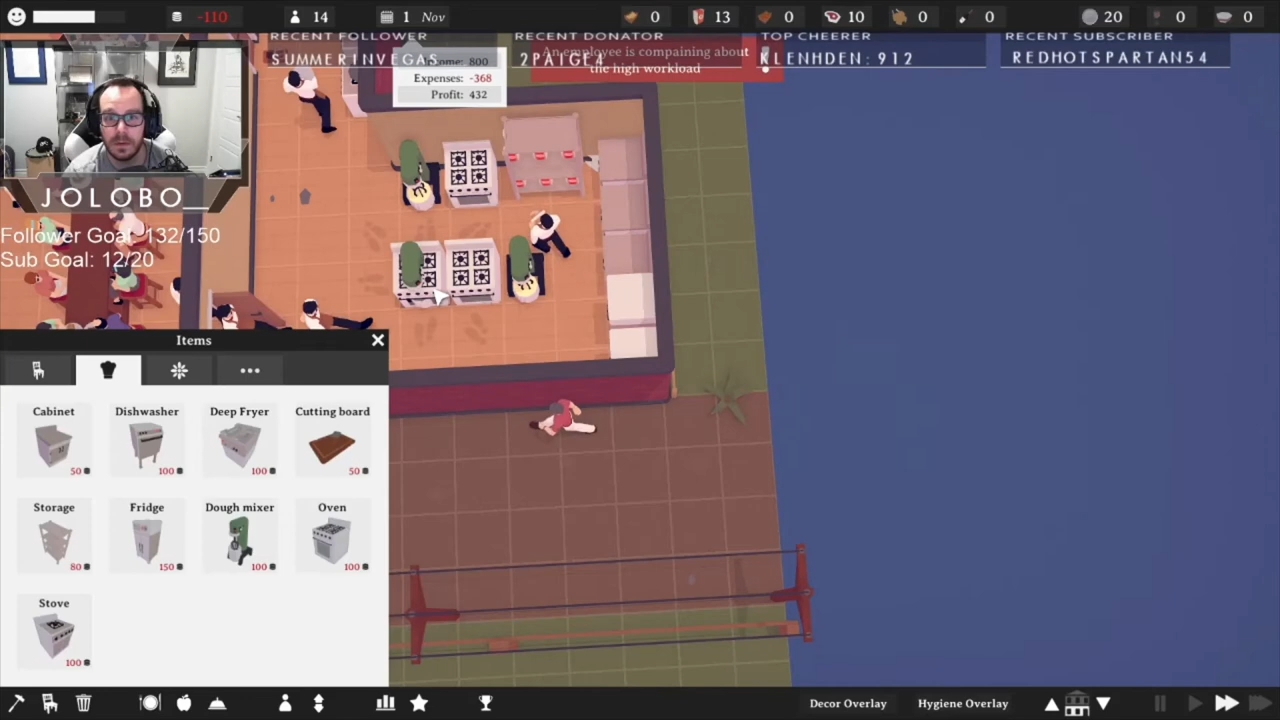 -110
14
1 Nov
0
13
0
10
0
0
20
0
0
RECENT FOLLOWER
SUMMER1NVEGAS
RECENT DONATOR
2PAIGE4
TOP CHEERER
KLENHDEN: 912
RECENT SUBSCRIBER
REDHOTSPARTAN54
An employee is compaining about
the high workload
Income: 800
Expenses: -368
Profit: 432
JOLOBO__
Follower Goal: 132/150
Sub Goal: 12/20
Items
Cabinet
50
Dishwasher
100
Deep Fryer
100
Cutting board
50
Storage
80
Fridge
150
Dough mixer
100
Oven
100
Stove
100
Decor Overlay
Hygiene Overlay